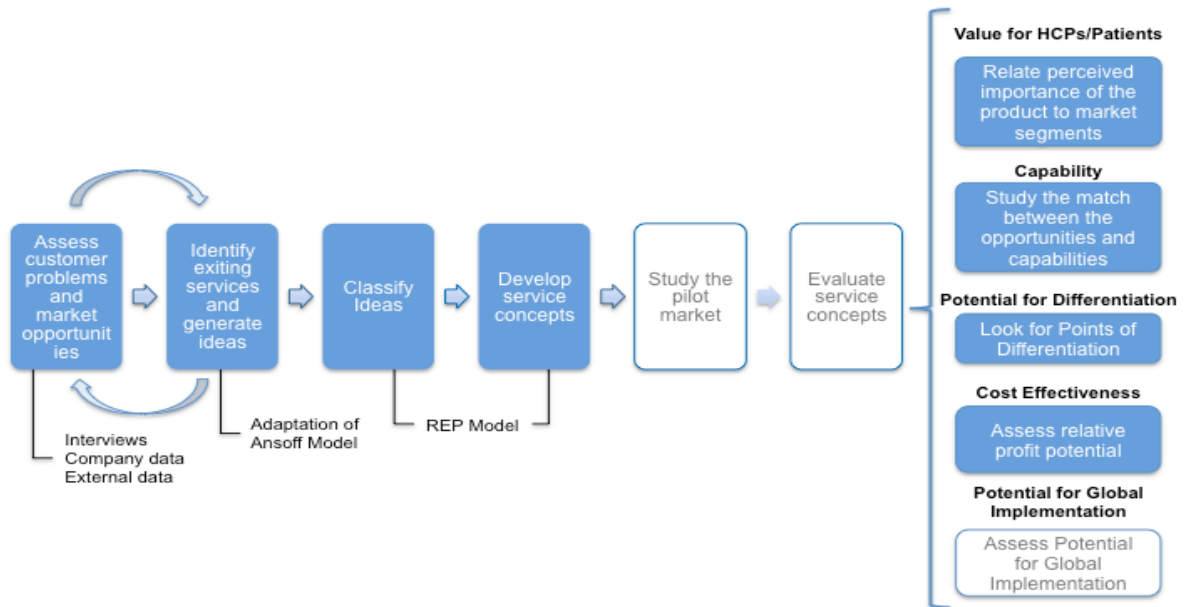 Assess
customer
problems
and
market
opportunit
ies
Identify
exiting
services
and
generate
ideas
Classify
Ideas
Develop
service
concepts
Study the
pilot
market
Evaluate
service
concepts
Interviews
Company data
External data
Adaptation of
Ansoff Model
REP Model
Value for HCPs/Patients
Relate perceived
importance of the
product to market
segments
Capability
Study the match
between the
opportunities and
capabilities
Potential for Differentiation
Look for Points of
Differentiation
Cost Effectiveness
Assess relative
profit potential
Potential for Global
Implementation
Assess Potential
for Global
Implementation